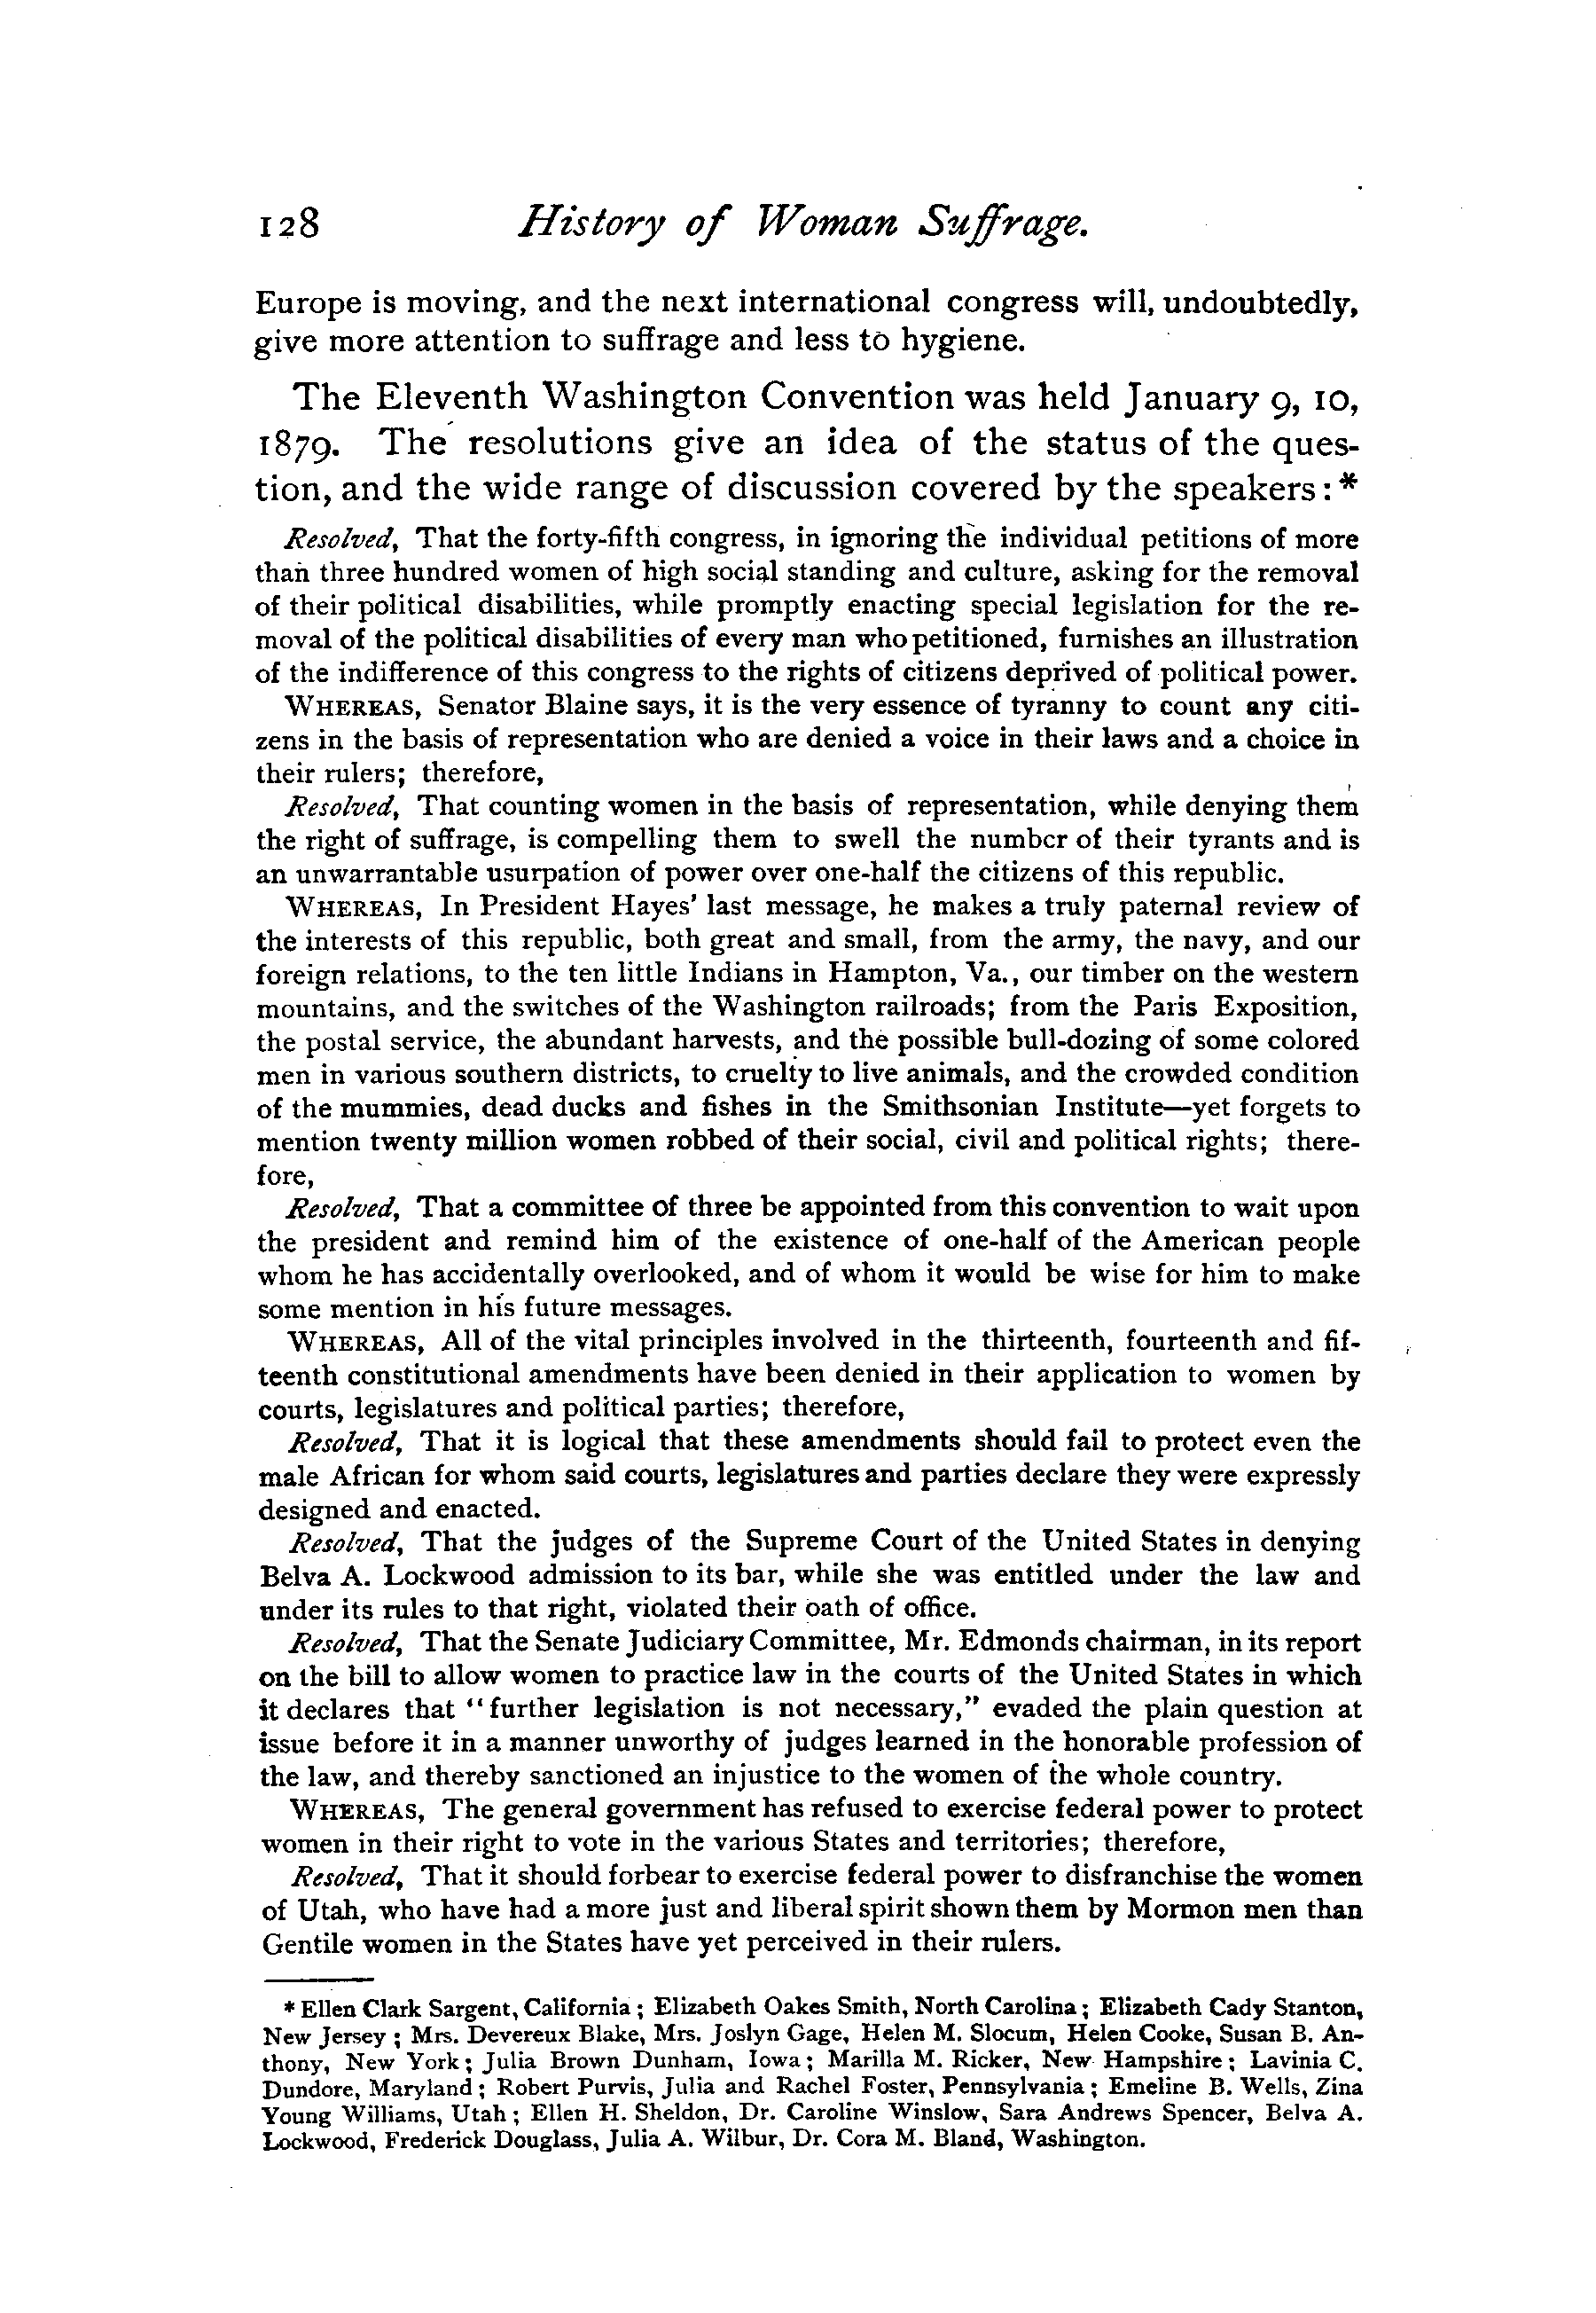 128 History of Woman Suffrage.
Europe is moving, and the next international congress will, undoubtedly,
give more attention to suffrage and less to hygiene.
The Eleventh Washington Convention was held January 9, 10,
1879. The resolutions give an idea of the status of the ques-
tion, and the wide range of discussion covered by the speakers:*
Resolved, That the forty-fifth congress, in ignoring the individual petitions of more
than three hundred women of high social standing and culture, asking for the removal
of their political disabilities, while promptly enacting special legislation for the re-
moval of the political disabilities of every man who petitioned, furnishes an illustration
of the indifference of this congress to the rights of citizens deprived of political power.
WHEREAS, Senator Blaine says, it is the very essence of tyranny to count any citi-
zens in the basis of representation who are denied a voice in their laws and a choice in
their rulers; therefore,
Resolved, That counting women in the basis of representation, while denying them
the right of suffrage, is compelling them to swell the number of their tyrants and is
an unwarrantable usurpation of power over one-half the citizens of this republic.
WHEREAS, In President Hayes' last message, he makes a truly paternal review of
the interests of this republic, both great and small, from the army, the navy, and our
foreign relations, to the ten little Indians in Hampton, Va., our timber on the western
mountains, and the switches of the Washington railroads; from the Paris Exposition,
the postal service, the abundant harvests, and the possible bull-dozing of some colored
men in various southern districts, to cruelty to live animals, and the crowded condition
of the mummies, dead ducks and fishes in the Smithsonian Institute—yet forgets to
mention twenty million women robbed of their social, civil and political rights; there-
fore,
Resolved, That a committee of three be appointed from this convention to wait upon
the president and remind him of the existence of one-half of the American people
whom he has accidentally overlooked, and of whom it would be wise for him to make
some mention in his future messages.
WHEREAS, All of the vital principles involved in the thirteenth, fourteenth and fif-
teenth constitutional amendments have been denied in their application to women by
courts, legislatures and political parties; therefore,
Resolved, That it is logical that these amendments should fail to protect even the
male African for whom said courts, legislatures and parties declare they were expressly
designed and enacted.
Resolved, That the judges of the Supreme Court of the United States in denying
Belva A. Lockwood admission to its bar, while she was entitled under the law and
under its rules to that right, violated their oath of office.
Resolved, That the Senate Judiciary Committee, Mr. Edmonds chairman, in its report
on the bill to allow women to practice law in the courts of the United States in which
it declares that "further legislation is not necessary," evaded the plain question at
issue before it in a manner unworthy of judges learned in the honorable profession of
the law, and thereby sanctioned an injustice to the women of the whole country.
WHEREAS, The general government has refused to exercise federal power to protect
women in their right to vote in the various States and territories; therefore,
Resolved, That it should forbear to exercise federal power to disfranchise the women
of Utah, who have had a more just and liberal spirit shown them by Mormon men than
Gentile women in the States have yet perceived in their rulers.
* Ellen Clark Sargent, California; Elizabeth Oakes Smith, North Carolina; Elizabeth Cady Stanton,
New Jersey; Mrs. Devereux Blake, Mrs. Joslyn Gage, Helen M. Slocum, Helen Cooke, Susan B. An-
thony, New York; Julia Brown Dunham, Iowa; Marilla M. Ricker, New Hampshire; Lavinia C.
Dundore, Maryland; Robert Purvis, Julia and Rachel Foster, Pennsylvania; Emeline B. Wells, Zina
Young Williams, Utah; Ellen H. Sheldon, Dr. Caroline Winslow, Sara Andrews Spencer, Belva A.
Lockwood, Frederick Douglass, Julia A. Wilbur, Dr. Cora M. Bland, Washington.